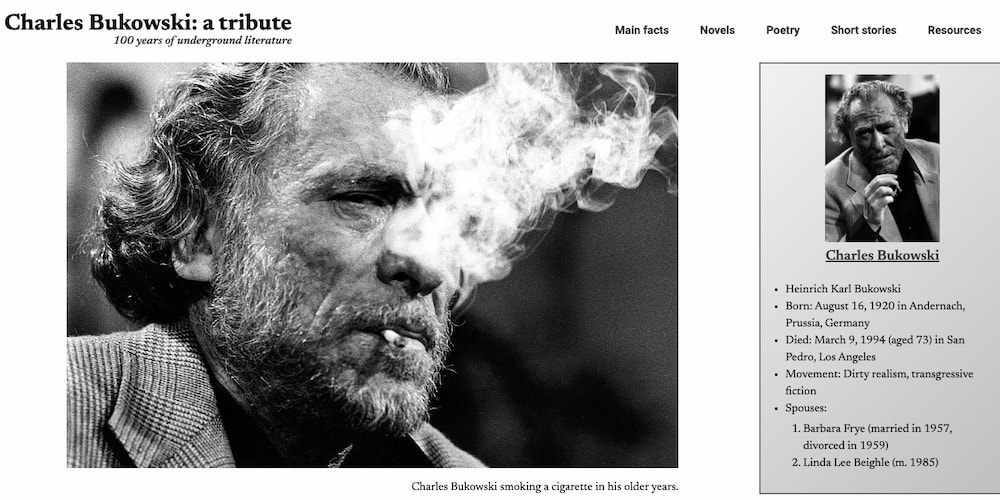 Charles Bukowski: a tribute
100 years of underground literature
Main facts Novels Poetry Short stories Resources
Charles Bukowski smoking a cigarette in his older years.
Charles Bukowski
• Heinrich Karl Bukowski
• Born: August 16, 1920 in Andernach,
Prussia, Germany
• Died: March 9, 1994 (aged 73) in San
Pedro, Los Angeles
• Movement: Dirty realism, transgressive
fiction
• Spouses:
1. Barbara Frye (married in 1957,
divorced in 1959)
2. Linda Lee Beighle (m. 1985)